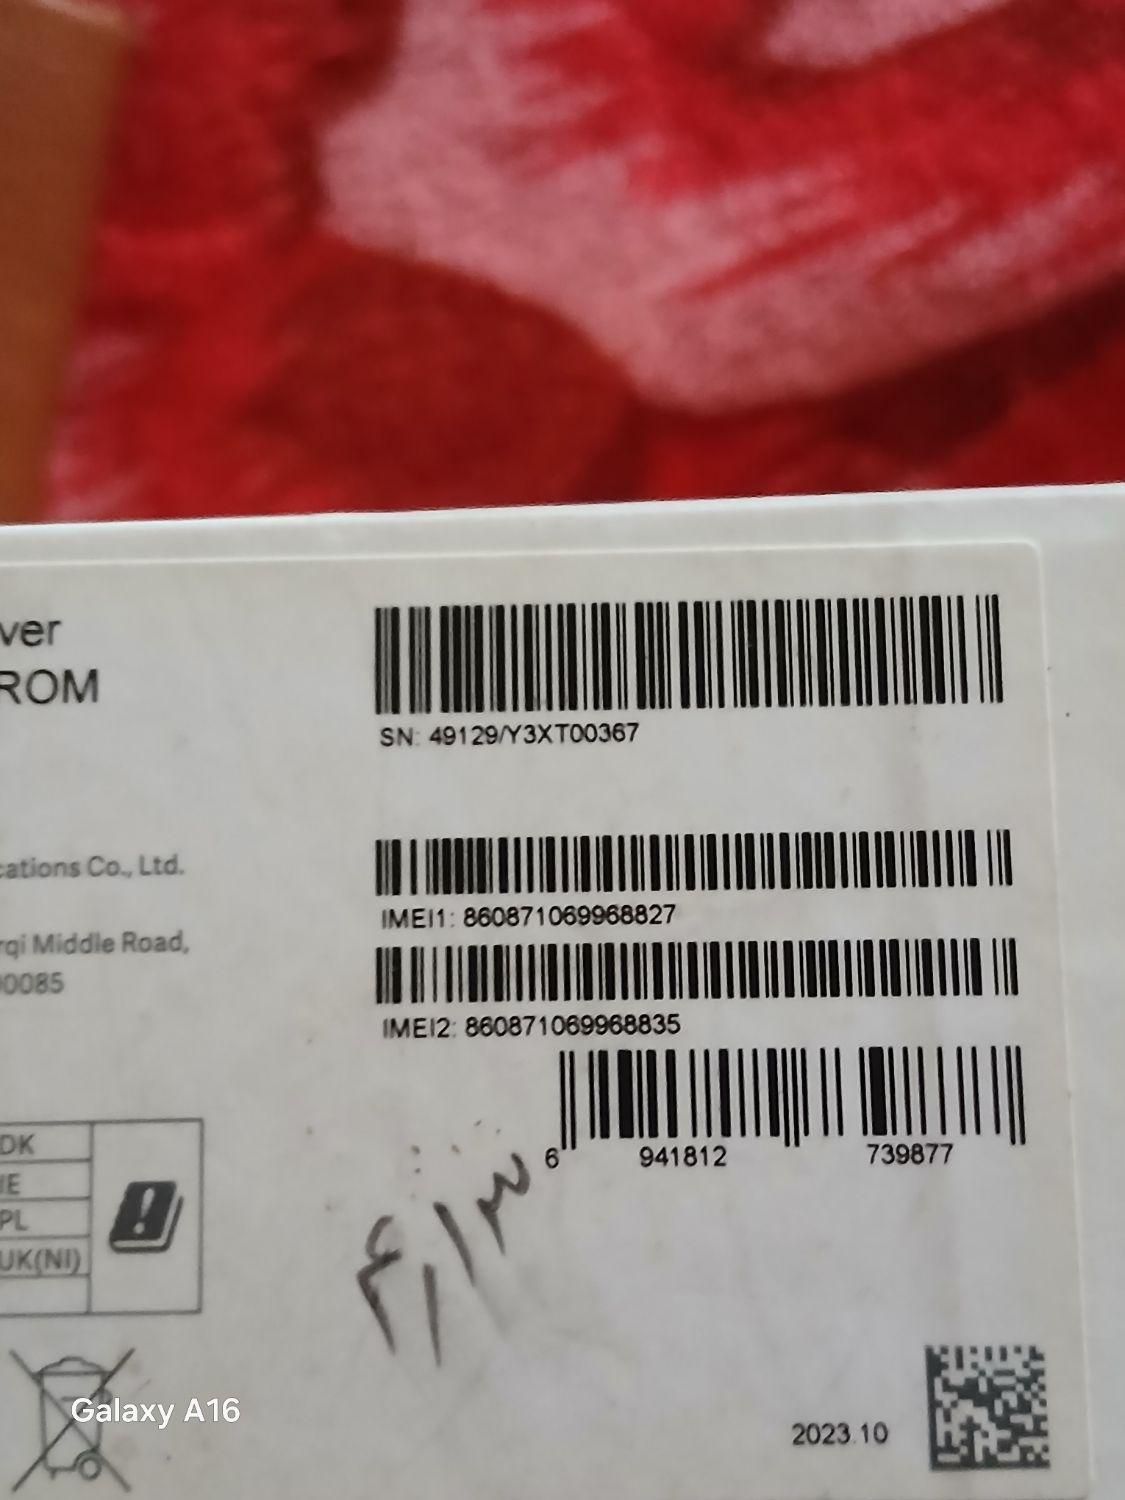 ver
ROM
SN: 49129/Y3XT00367
cations Co., Ltd.
IMEI1: 860871069968827
rqi Middle Road,
00085
IMEI2: 860871069968835
6 941812 739877
DK
IE
PL
UK(NI)
2023.10
Galaxy A16